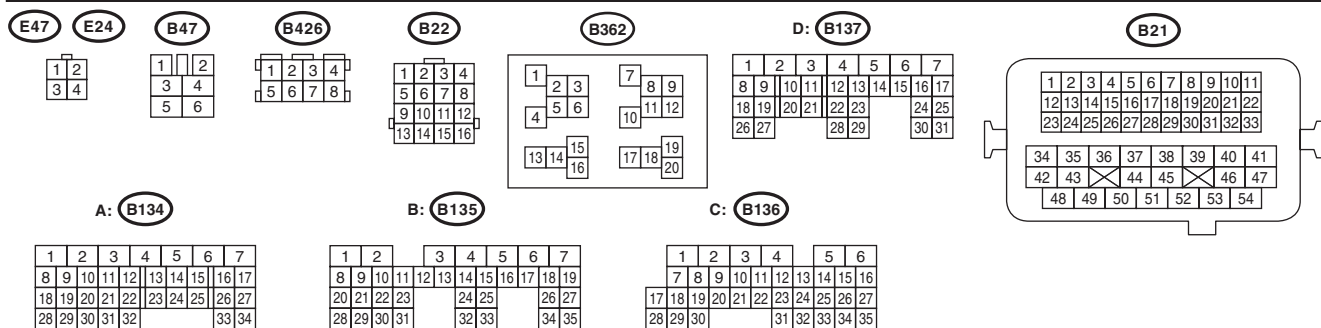 E47 E24 B47 B426 B22 B362 D: B137 B21
1 2
3 4
1 2
3 4
5 6
1 2 3 4
5 6 7 8
1 2 3 4
5 6 7 8
9 10 11 12
13 14 15 16
1 7
2 3 8 9
4 5 6 10 11 12
13 14 15 16 17 18 19 20
1 2 3 4 5 6 7
8 9 10 11 12 13 14 15 16 17
18 19 20 21 22 23 24 25
26 27 28 29 30 31
1 2 3 4 5 6 7 8 9 10 11
12 13 14 15 16 17 18 19 20 21 22
23 24 25 26 27 28 29 30 31 32 33
34 35 36 37 38 39 40 41
42 43 44 45 46 47
48 49 50 51 52 53 54
A: B134 B: B135 C: B136
1 2 3 4 5 6 7
8 9 10 11 12 13 14 15 16 17
18 19 20 21 22 23 24 25 26 27
28 29 30 31 32 33 34
1 2 3 4 5 6 7
8 9 10 11 12 13 14 15 16 17 18 19
20 21 22 23 24 25 26 27
28 29 30 31 32 33 34 35
1 2 3 4 5 6
7 8 9 10 11 12 13 14 15 16
17 18 19 20 21 22 23 24 25 26 27
28 29 30 31 32 33 34 35